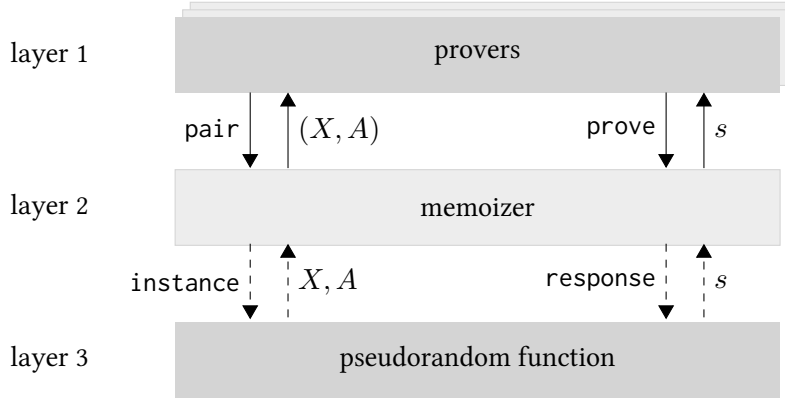 layer 1
provers
pair
(X, A)
prove
s
layer 2
memoizer
instance
X, A
response
s
layer 3
pseudorandom function